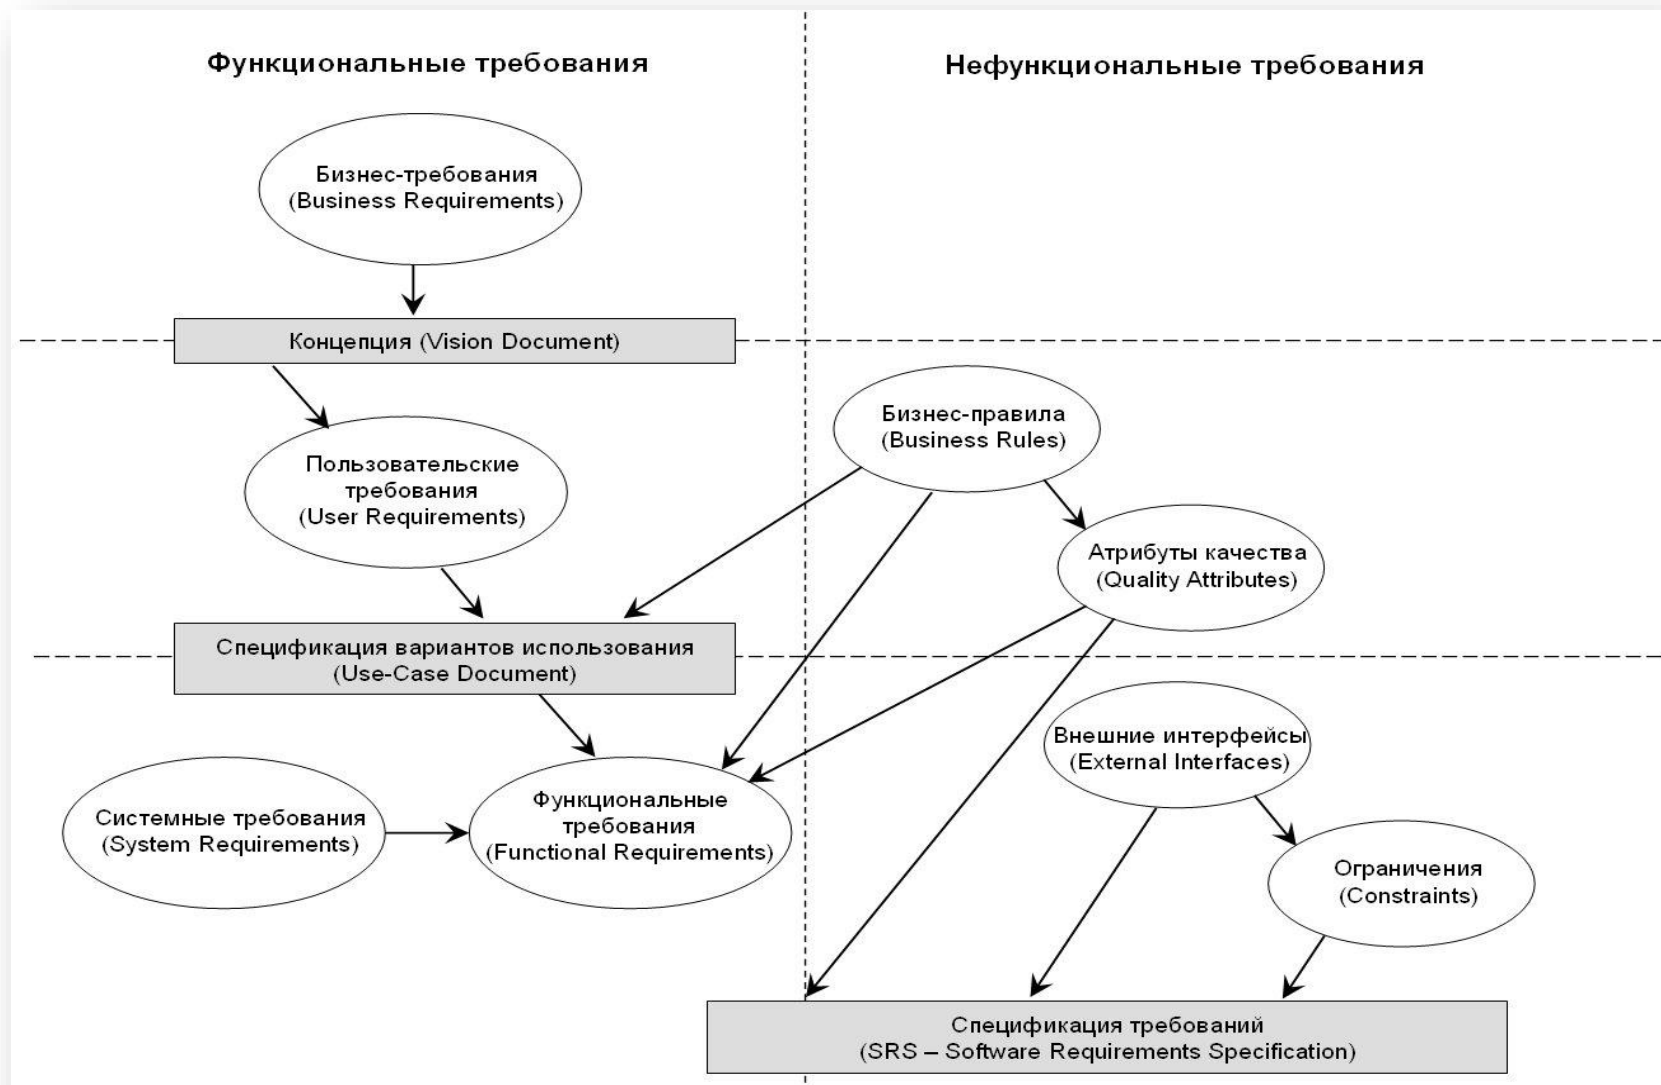 Функциональные требования
Нефункциональные требования
Бизнес-требования
(Business Requirements)
Концепция (Vision Document)
Бизнес-правила
(Business Rules)
Пользовательские
требования
(User Requirements)
Атрибуты качества
(Quality Attributes)
Спецификация вариантов использования
(Use-Case Document)
Внешние интерфейсы
(External Interfaces)
Системные требования
(System Requirements)
Функциональные
требования
(Functional Requirements)
Ограничения
(Constraints)
Спецификация требований
(SRS – Software Requirements Specification)